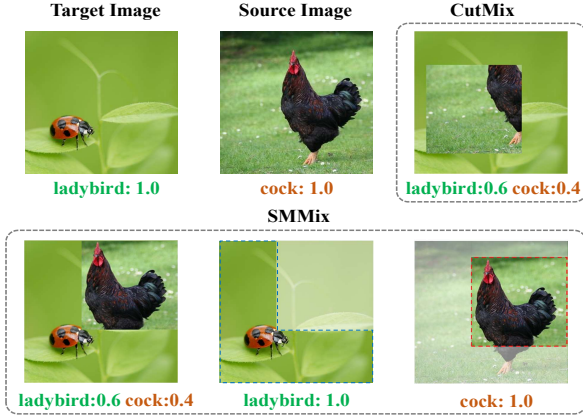 Target Image Source Image CutMix
ladybird: 1.0 cock: 1.0 ladybird:0.6 cock:0.4
SMMix
ladybird:0.6 cock:0.4 ladybird: 1.0 cock: 1.0